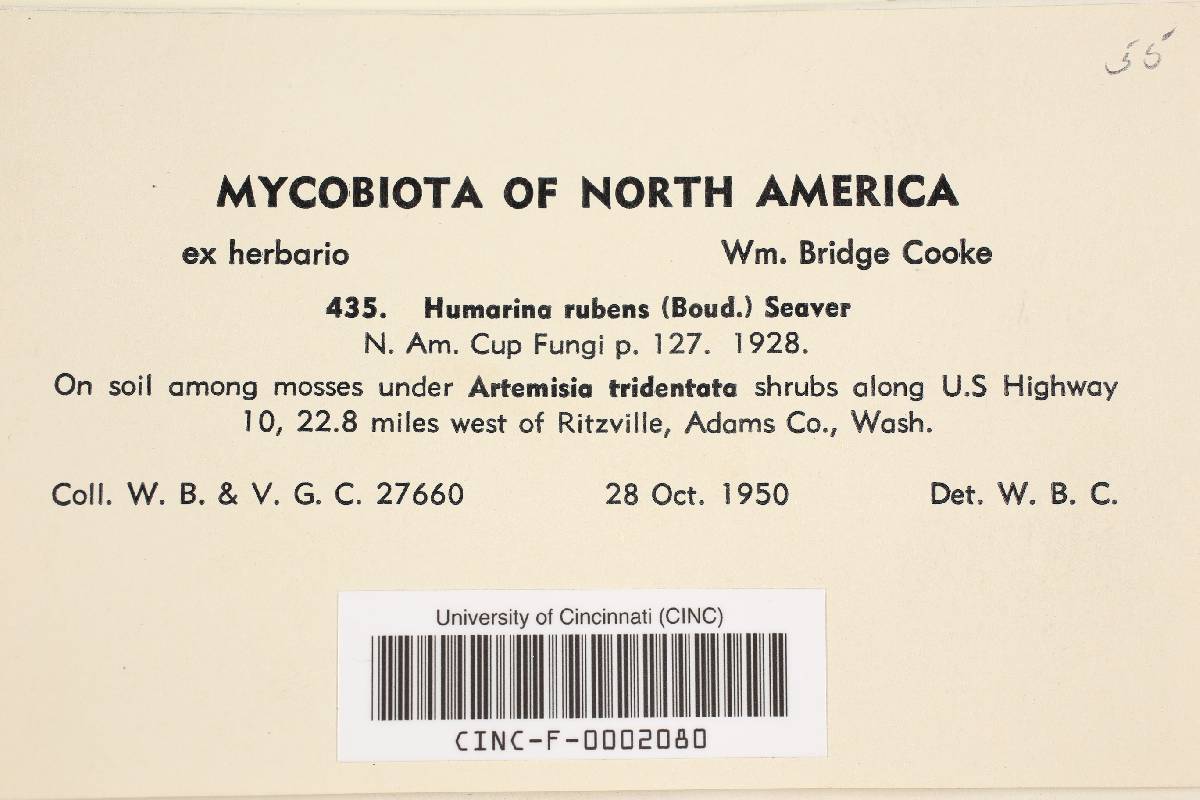 55
MYCOBIOTA OF NORTH AMERICA
ex herbario Wm. Bridge Cooke
435. Humarina rubens (Boud.) Seaver
N. Am. Cup Fungi p. 127. 1928.
On soil among mosses under Artemisia tridentata shrubs along U.S Highway
10, 22.8 miles west of Ritzville, Adams Co., Wash.
Coll. W. B. & V. G. C. 27660 28 Oct. 1950 Det. W. B. C.
University of Cincinnati (CINC)
CINC-F-0002080